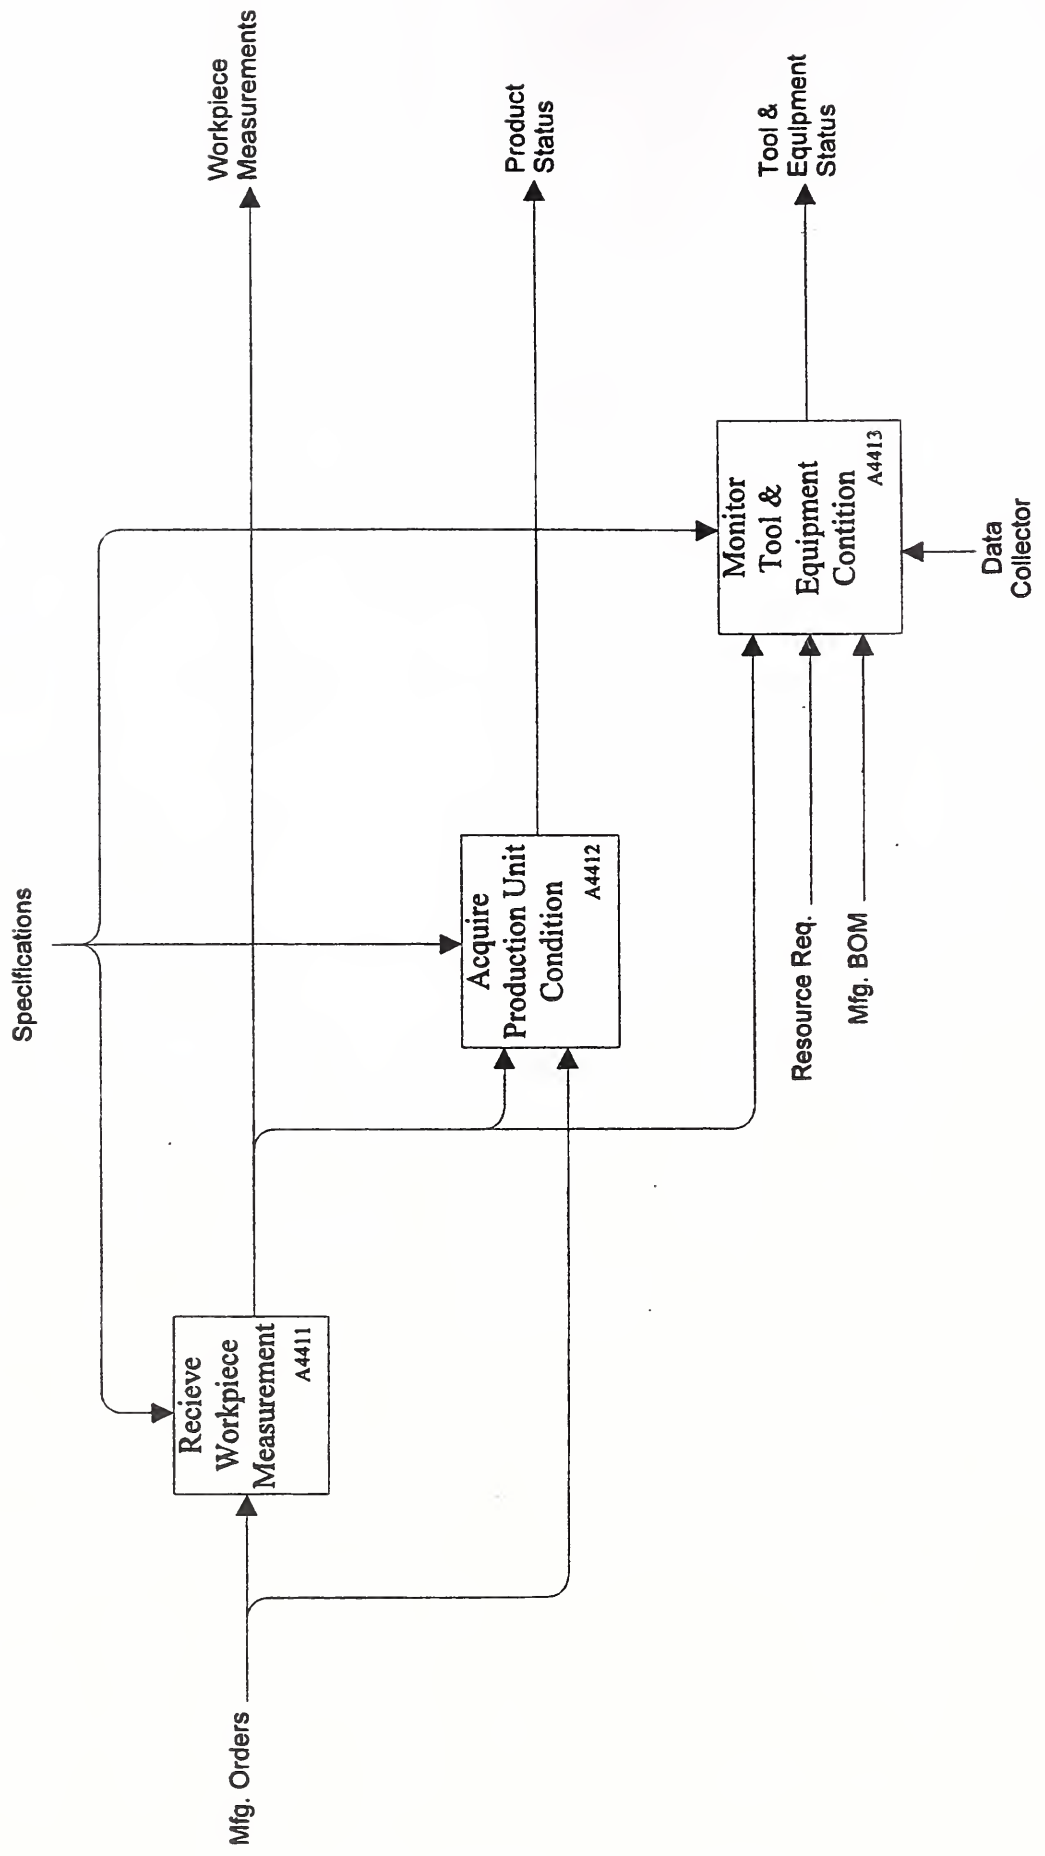 Specifications
Mfg. Orders
Recieve
Workpiece
Measurement
A4411
Workpiece
Measurements
Acquire
Production Unit
Condition
A4412
Product
Status
Resource Req.
Mfg. BOM
Monitor
Tool &
Equipment
Contition
A4413
Tool &
Equipment
Status
Data
Collector